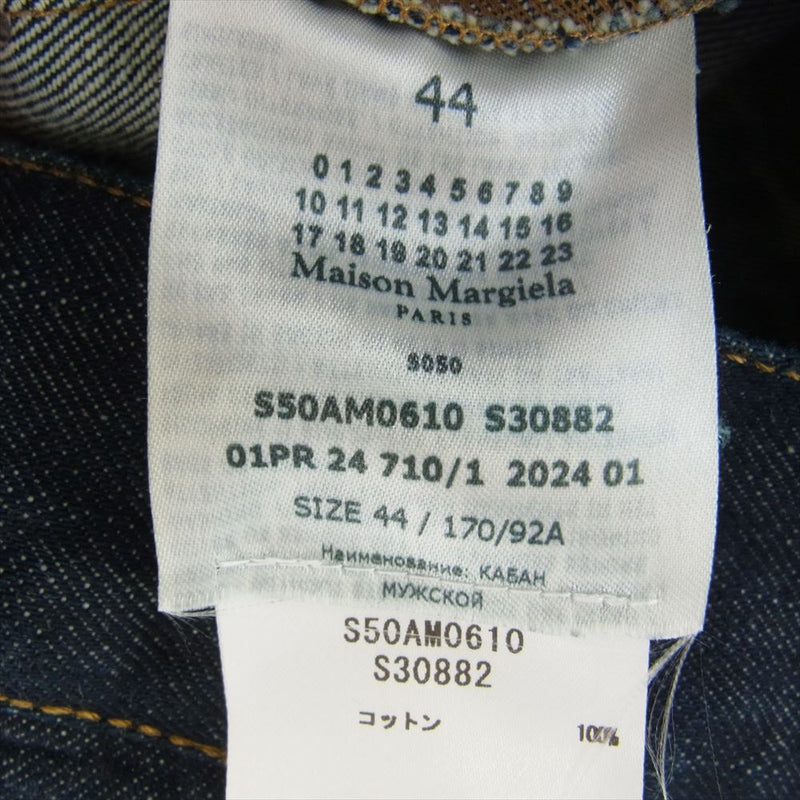 44
0 1 2 3 4 5 6 7 8 9
10 11 12 13 14 15 16
17 18 19 20 21 22 23
Maison Margiela
PARIS
S050
S50AM0610 S30882
01PR 24 710/1 2024 01
SIZE 44 / 170/92A
Наименование: КАБАН
МУЖСКОЙ
S50AM0610
S30882
コットン 100%